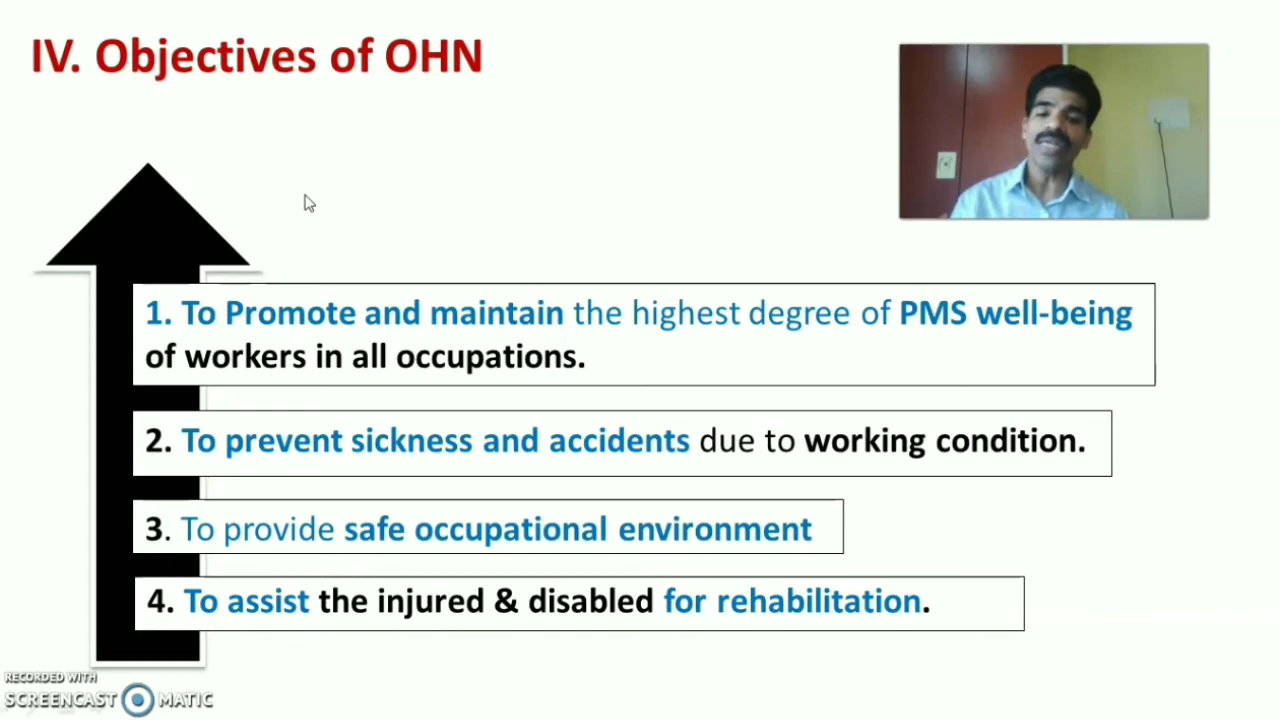 IV. Objectives of OHN
1. To Promote and maintain the highest degree of PMS well-being
of workers in all occupations.
2. To prevent sickness and accidents due to working condition.
3. To provide safe occupational environment
4. To assist the injured & disabled for rehabilitation.
RECORDED WITH
SCREENCAST MATIC